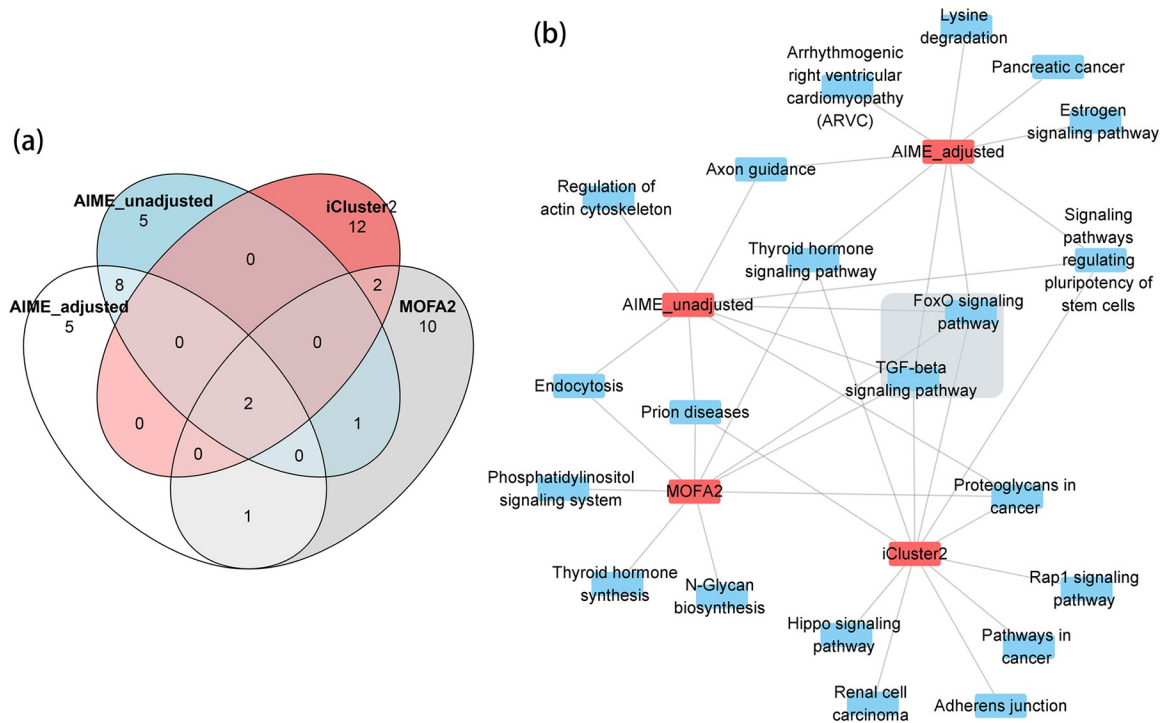 (a)
AIME_unadjusted
5
iCluster2
12
0
8
2
AIME_adjusted
5
MOFA2
10
0
0
2
0
1
0
0
1
(b)
Lysine
degradation
Arrhythmogenic
right ventricular
cardiomyopathy
(ARVC)
Pancreatic cancer
Estrogen
signaling pathway
AIME_adjusted
Axon guidance
Regulation of
actin cytoskeleton
Signaling
pathways
regulating
pluripotency of
stem cells
Thyroid hormone
signaling pathway
AIME_unadjusted
FoxO signaling
pathway
TGF-beta
signaling pathway
Endocytosis
Prion diseases
Phosphatidylinositol
signaling system
MOFA2
Proteoglycans in
cancer
iCluster2
Thyroid hormone
synthesis
N-Glycan
biosynthesis
Rap1 signaling
pathway
Hippo signaling
pathway
Pathways in
cancer
Renal cell
carcinoma
Adherens junction